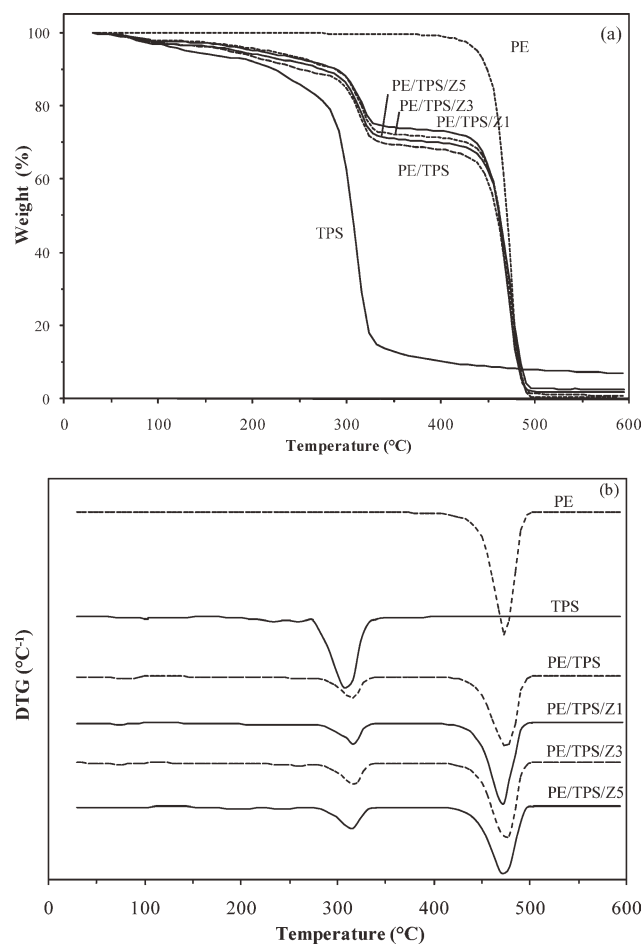 100
(a)
PE
80
PE/TPS/Z5
PE/TPS/Z3
PE/TPS/Z1
60
PE/TPS
Weight (%)
TPS
40
20
0
0 100 200 300 400 500 600
Temperature (°C)
(b)
PE
TPS
PE/TPS
DTG (°C-1)
PE/TPS/Z1
PE/TPS/Z3
PE/TPS/Z5
0 100 200 300 400 500 600
Temperature (°C)